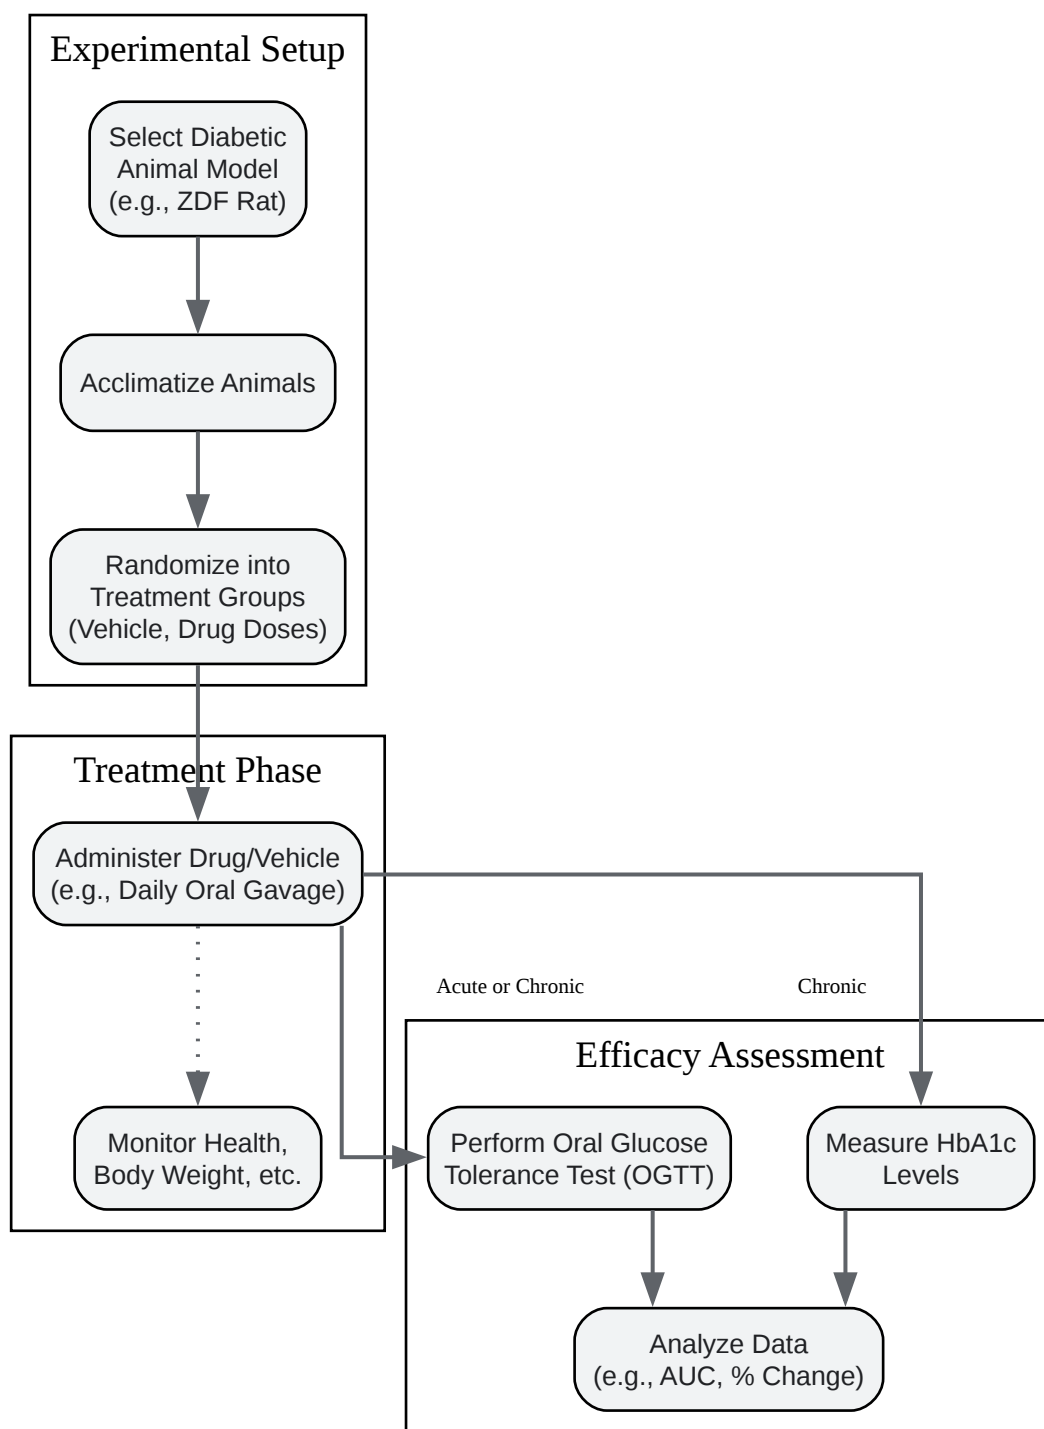 Experimental Setup
Select Diabetic
Animal Model
(e.g., ZDF Rat)
Acclimatize Animals
Randomize into
Treatment Groups
(Vehicle, Drug Doses)
Treatment Phase
Administer Drug/Vehicle
(e.g., Daily Oral Gavage)
Acute or Chronic
Chronic
Efficacy Assessment
Monitor Health,
Body Weight, etc.
Perform Oral Glucose
Tolerance Test (OGTT)
Measure HbA1c
Levels
Analyze Data
(e.g., AUC, % Change)